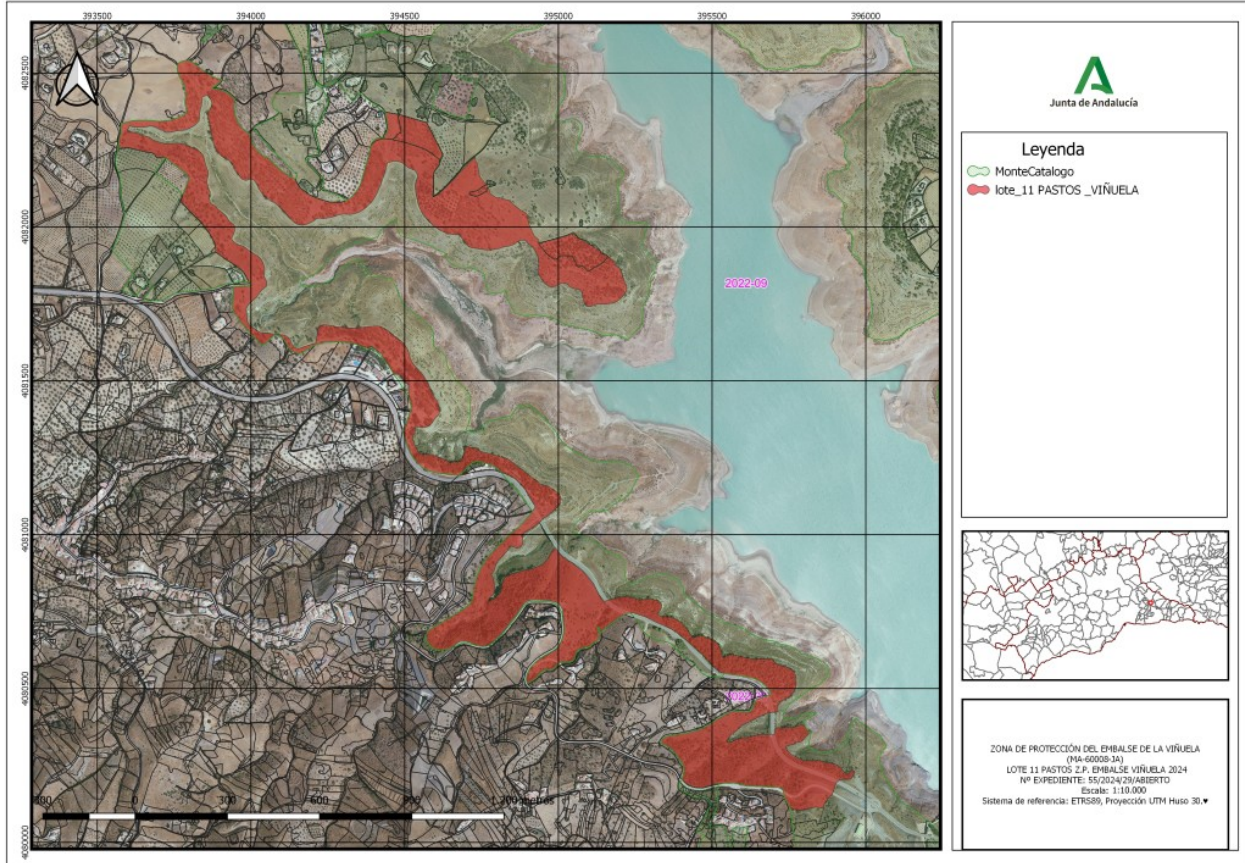 393500 394000 394500 395000 395500 396000
4082500
4082000
4081500
4081000
4080500
4080000
2022-09
0 300 600 900 1.200 metros
Junta de Andalucía
Leyenda
MonteCatalogo
lote_11 PASTOS _VIÑUELA
ZONA DE PROTECCIÓN DEL EMBALSE DE LA VIÑUELA
(MA-60008-JA)
LOTE 11 PASTOS Z.P. EMBALSE VIÑUELA 2024
Nº EXPEDIENTE: 55/2024/29/ABIERTO
Escala: 1:10.000
Sistema de referencia: ETRS89, Proyección UTM Huso 30.♥